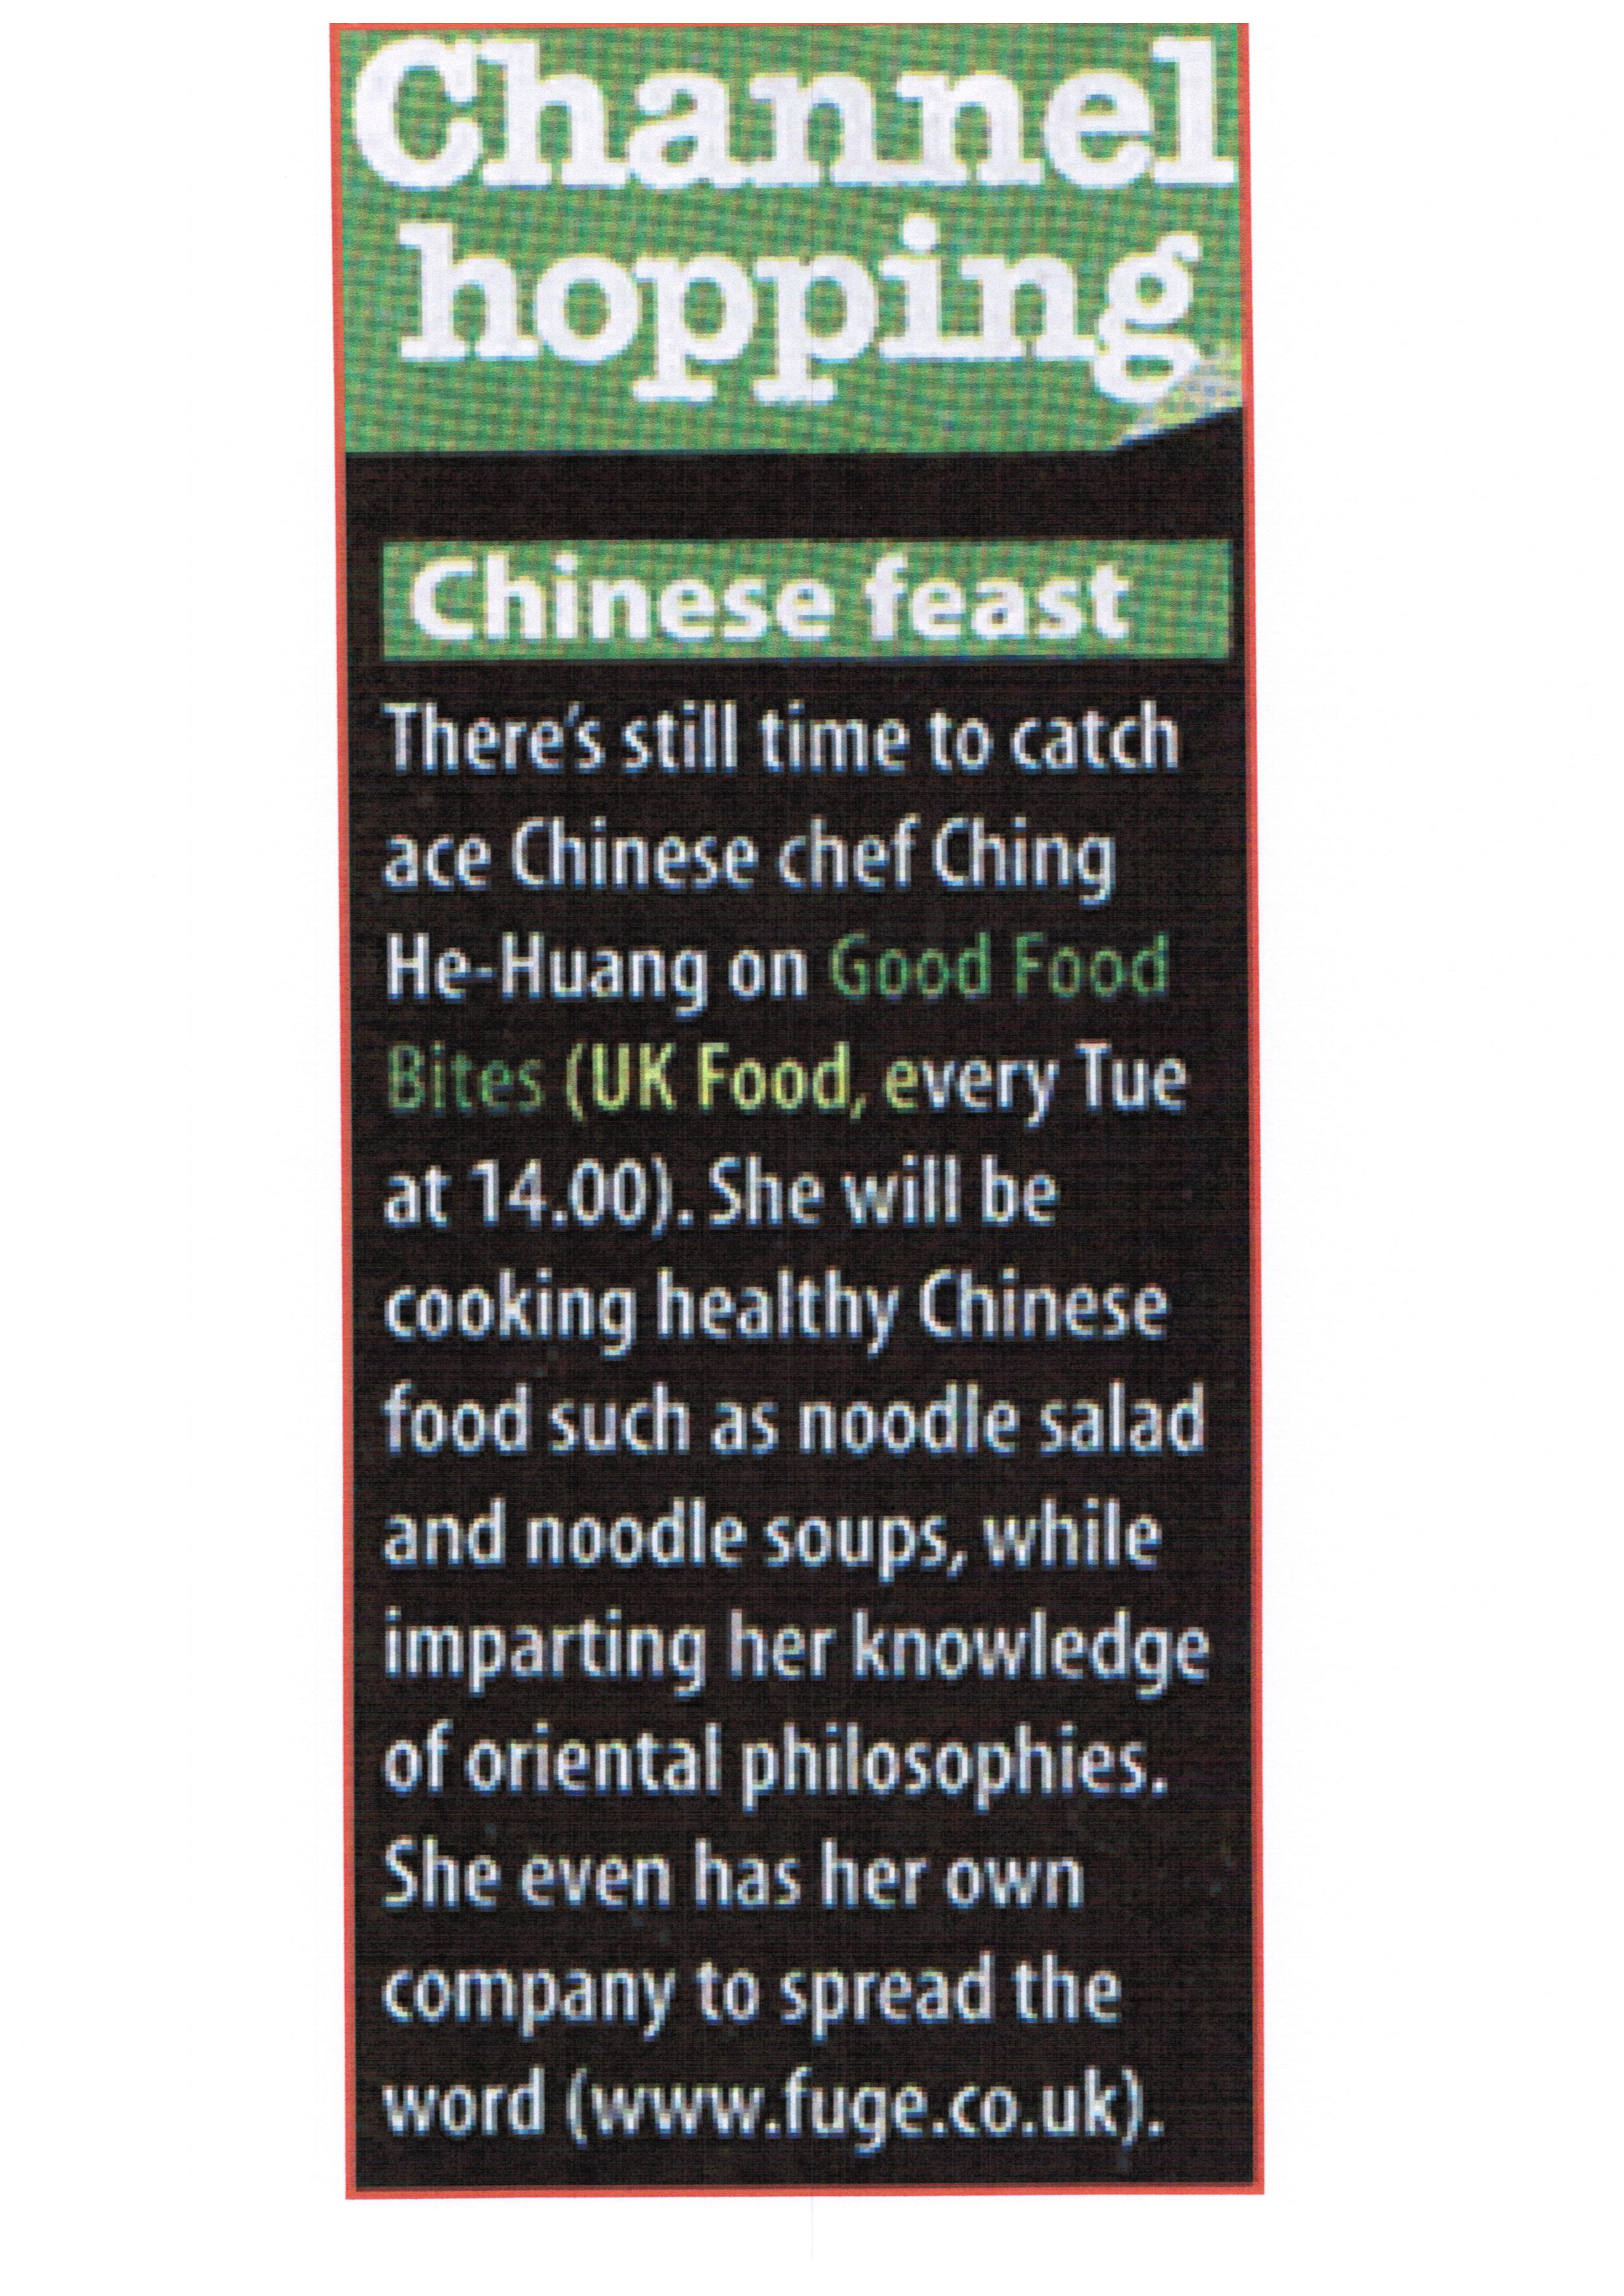 Channel
hopping
Chinese feast
There's still time to catch
ace Chinese chef Ching
He-Huang on Good Food
Bites (UK Food, every Tue
at 14.00). She will be
cooking healthy Chinese
food such as noodle salad
and noodle soups, while
imparting her knowledge
of oriental philosophies.
She even has her own
company to spread the
word (www.fuge.co.uk).